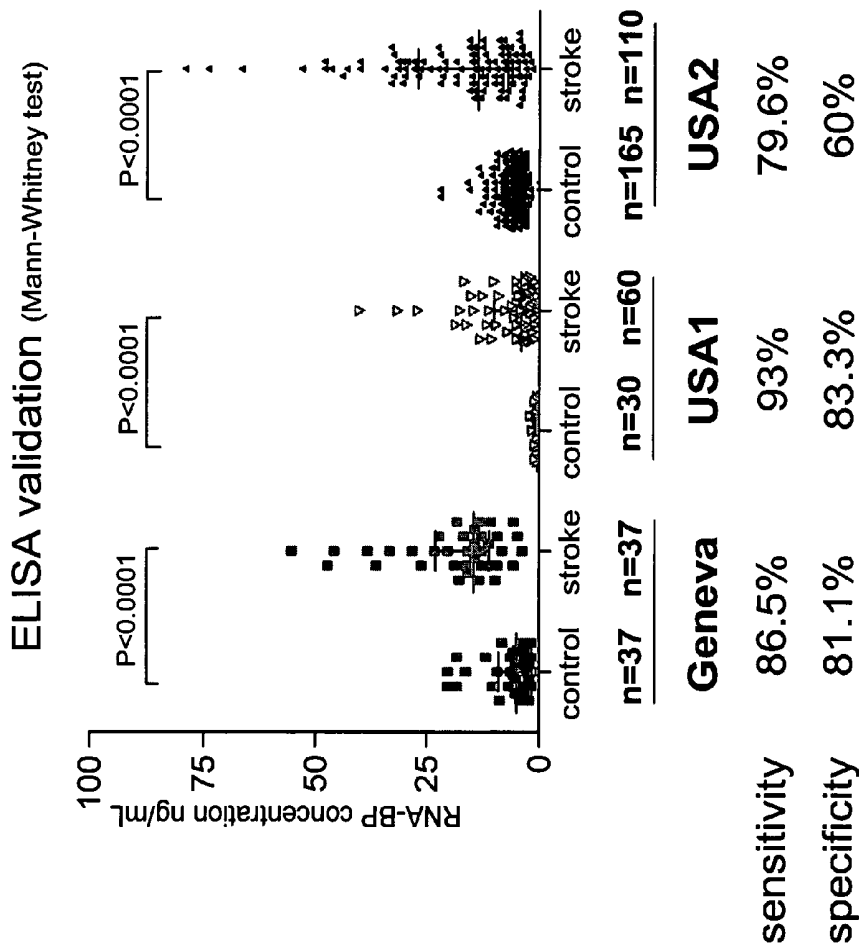 ELISA validation (Mann-Whitney test)
P<0.0001 P<0.0001 P<0.0001
RNA-BP concentration ng/mL
100
75
50
25
0
control stroke control stroke control stroke
n=37 n=37 n=30 n=60 n=165 n=110
Geneva USA1 USA2
sensitivity 86.5% 93% 79.6%
specificity 81.1% 83.3% 60%